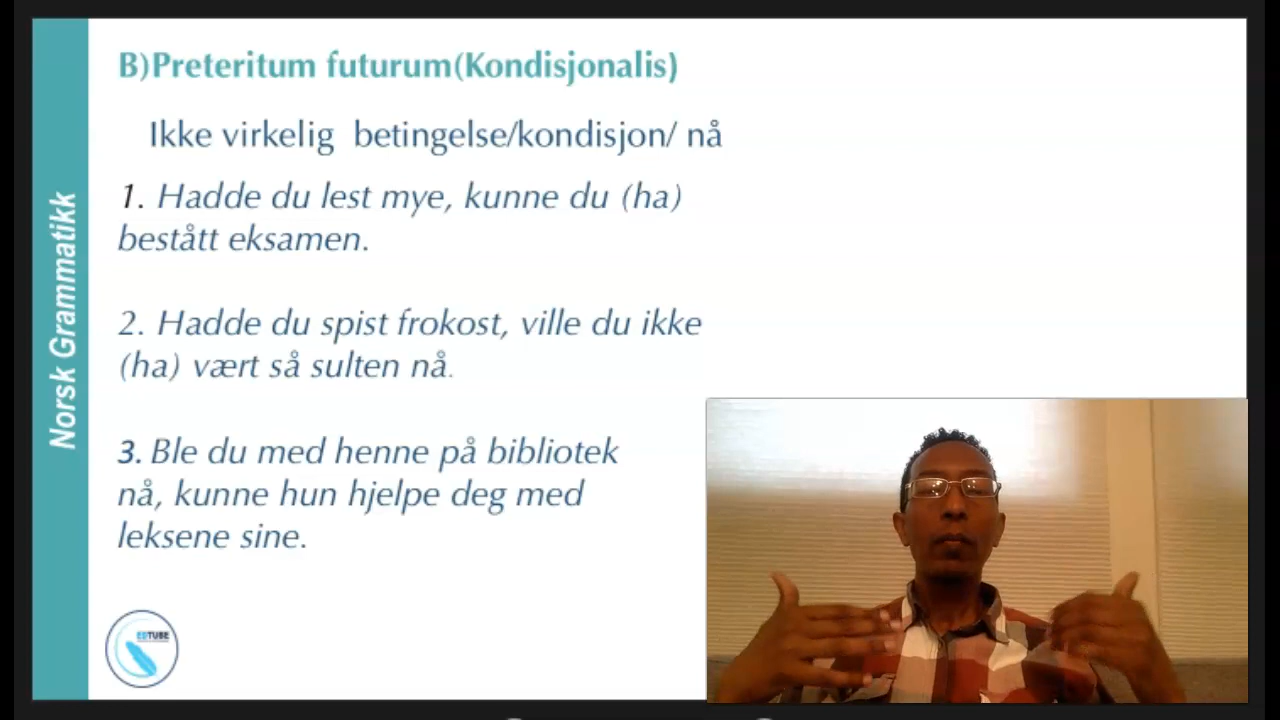 Norsk Grammatikk
B)Preteritum futurum(Kondisjonalis)
Ikke virkelig betingelse/kondisjon/ nå
1. Hadde du lest mye, kunne du (ha)
bestått eksamen.
2. Hadde du spist frokost, ville du ikke
(ha) vært så sulten nå.
3. Ble du med henne på bibliotek
nå, kunne hun hjelpe deg med
leksene sine.
EDTUBE